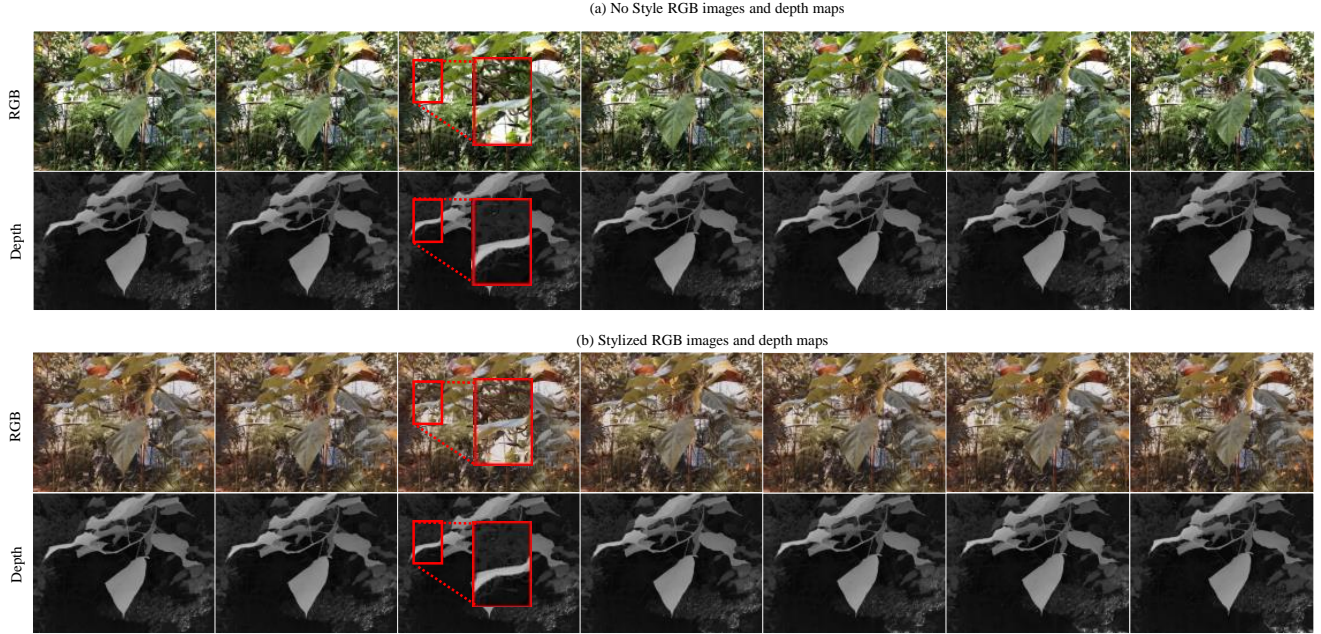 (a) No Style RGB images and depth maps
RGB
Depth
(b) Stylized RGB images and depth maps
RGB
Depth